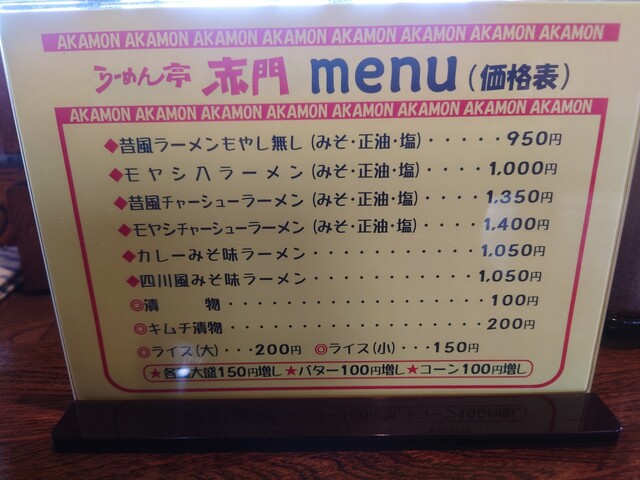 AKAMON AKAMON AKAMON AKAMON AKAMON AKAMON AKAMON AKAMON
らーめん亭 赤門 menu (価格表)
AKAMON AKAMON AKAMON AKAMON AKAMON AKAMON AKAMON AKAMON
◆昔風ラーメンもやし無し(みそ・正油・塩)・・・・・950円
◆モヤシ入ラーメン(みそ・正油・塩)・・・・1,000円
◆昔風チャーシューラーメン(みそ・正油・塩)・・・・1,350円
◆モヤシチャーシューラーメン(みそ・正油・塩)・・・・1,400円
◆カレーみそ味ラーメン・・・・・・・・・・・1,050円
◆四川風みそ味ラーメン・・・・・・・・・・・1,050円
◎漬 物・・・・・・・・・・・・・・・・・100円
◎キムチ漬物・・・・・・・・・・・・・・・・・200円
◎ライス(大)・・・200円 ◎ライス(小)・・・150円
★各 大盛150円増し★バター100円増し★コーン100円増し